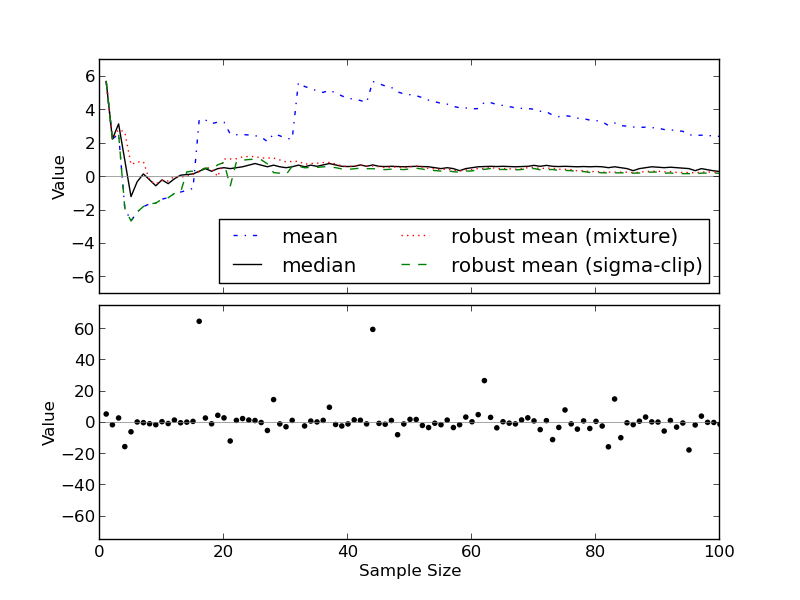 6
4
2
0
−2
−4
−6
Value
mean
median
robust mean (mixture)
robust mean (sigma-clip)
60
40
20
0
−20
−40
−60
Value
0 20 40 60 80 100
Sample Size